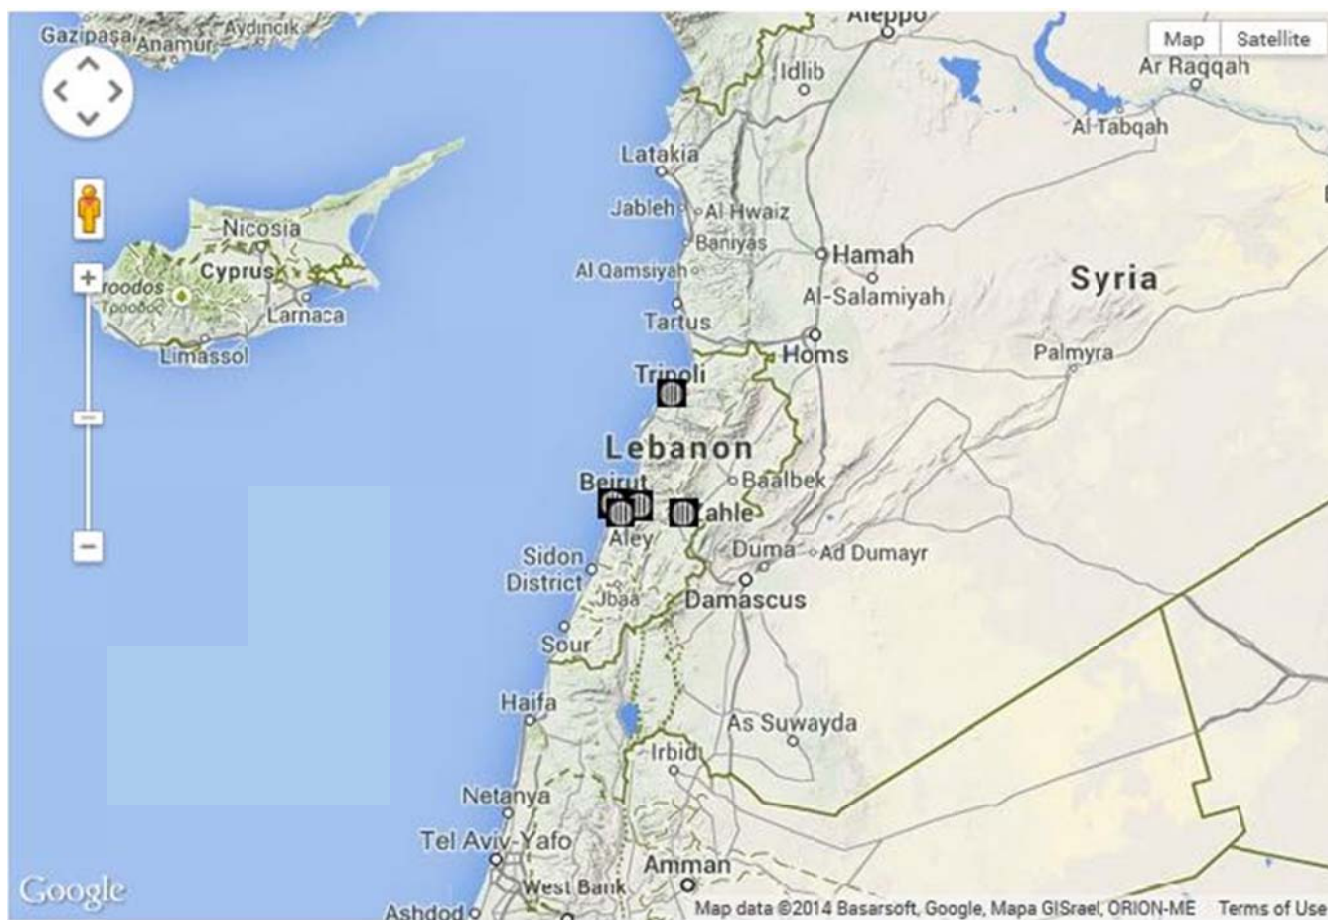 Gazipaşa
Anamur
Aydıncık
Aleppo
Map
Satellite
Idlib
Ar Raqqah
Al Tabqah
Latakia
Jableh
Al Hwaiz
Baniyas
Al Qamsiyah
Hamah
Al-Salamiyah
Syria
Nicosia
Cyprus
roodos
Τροοδος
Larnaca
Limassol
Tartus
Homs
Palmyra
Tripoli
Lebanon
Beirut
Baalbek
Zahle
Aley
Sidon
District
Duma
Ad Dumayr
Jbaa
Damascus
Sour
Haifa
As Suwayda
Irbid
Netanya
Tel Aviv-Yafo
Amman
West Bank
Ashdod
Google
Map data ©2014 Basarsoft, Google, Mapa GISrael, ORION-ME
Terms of Use